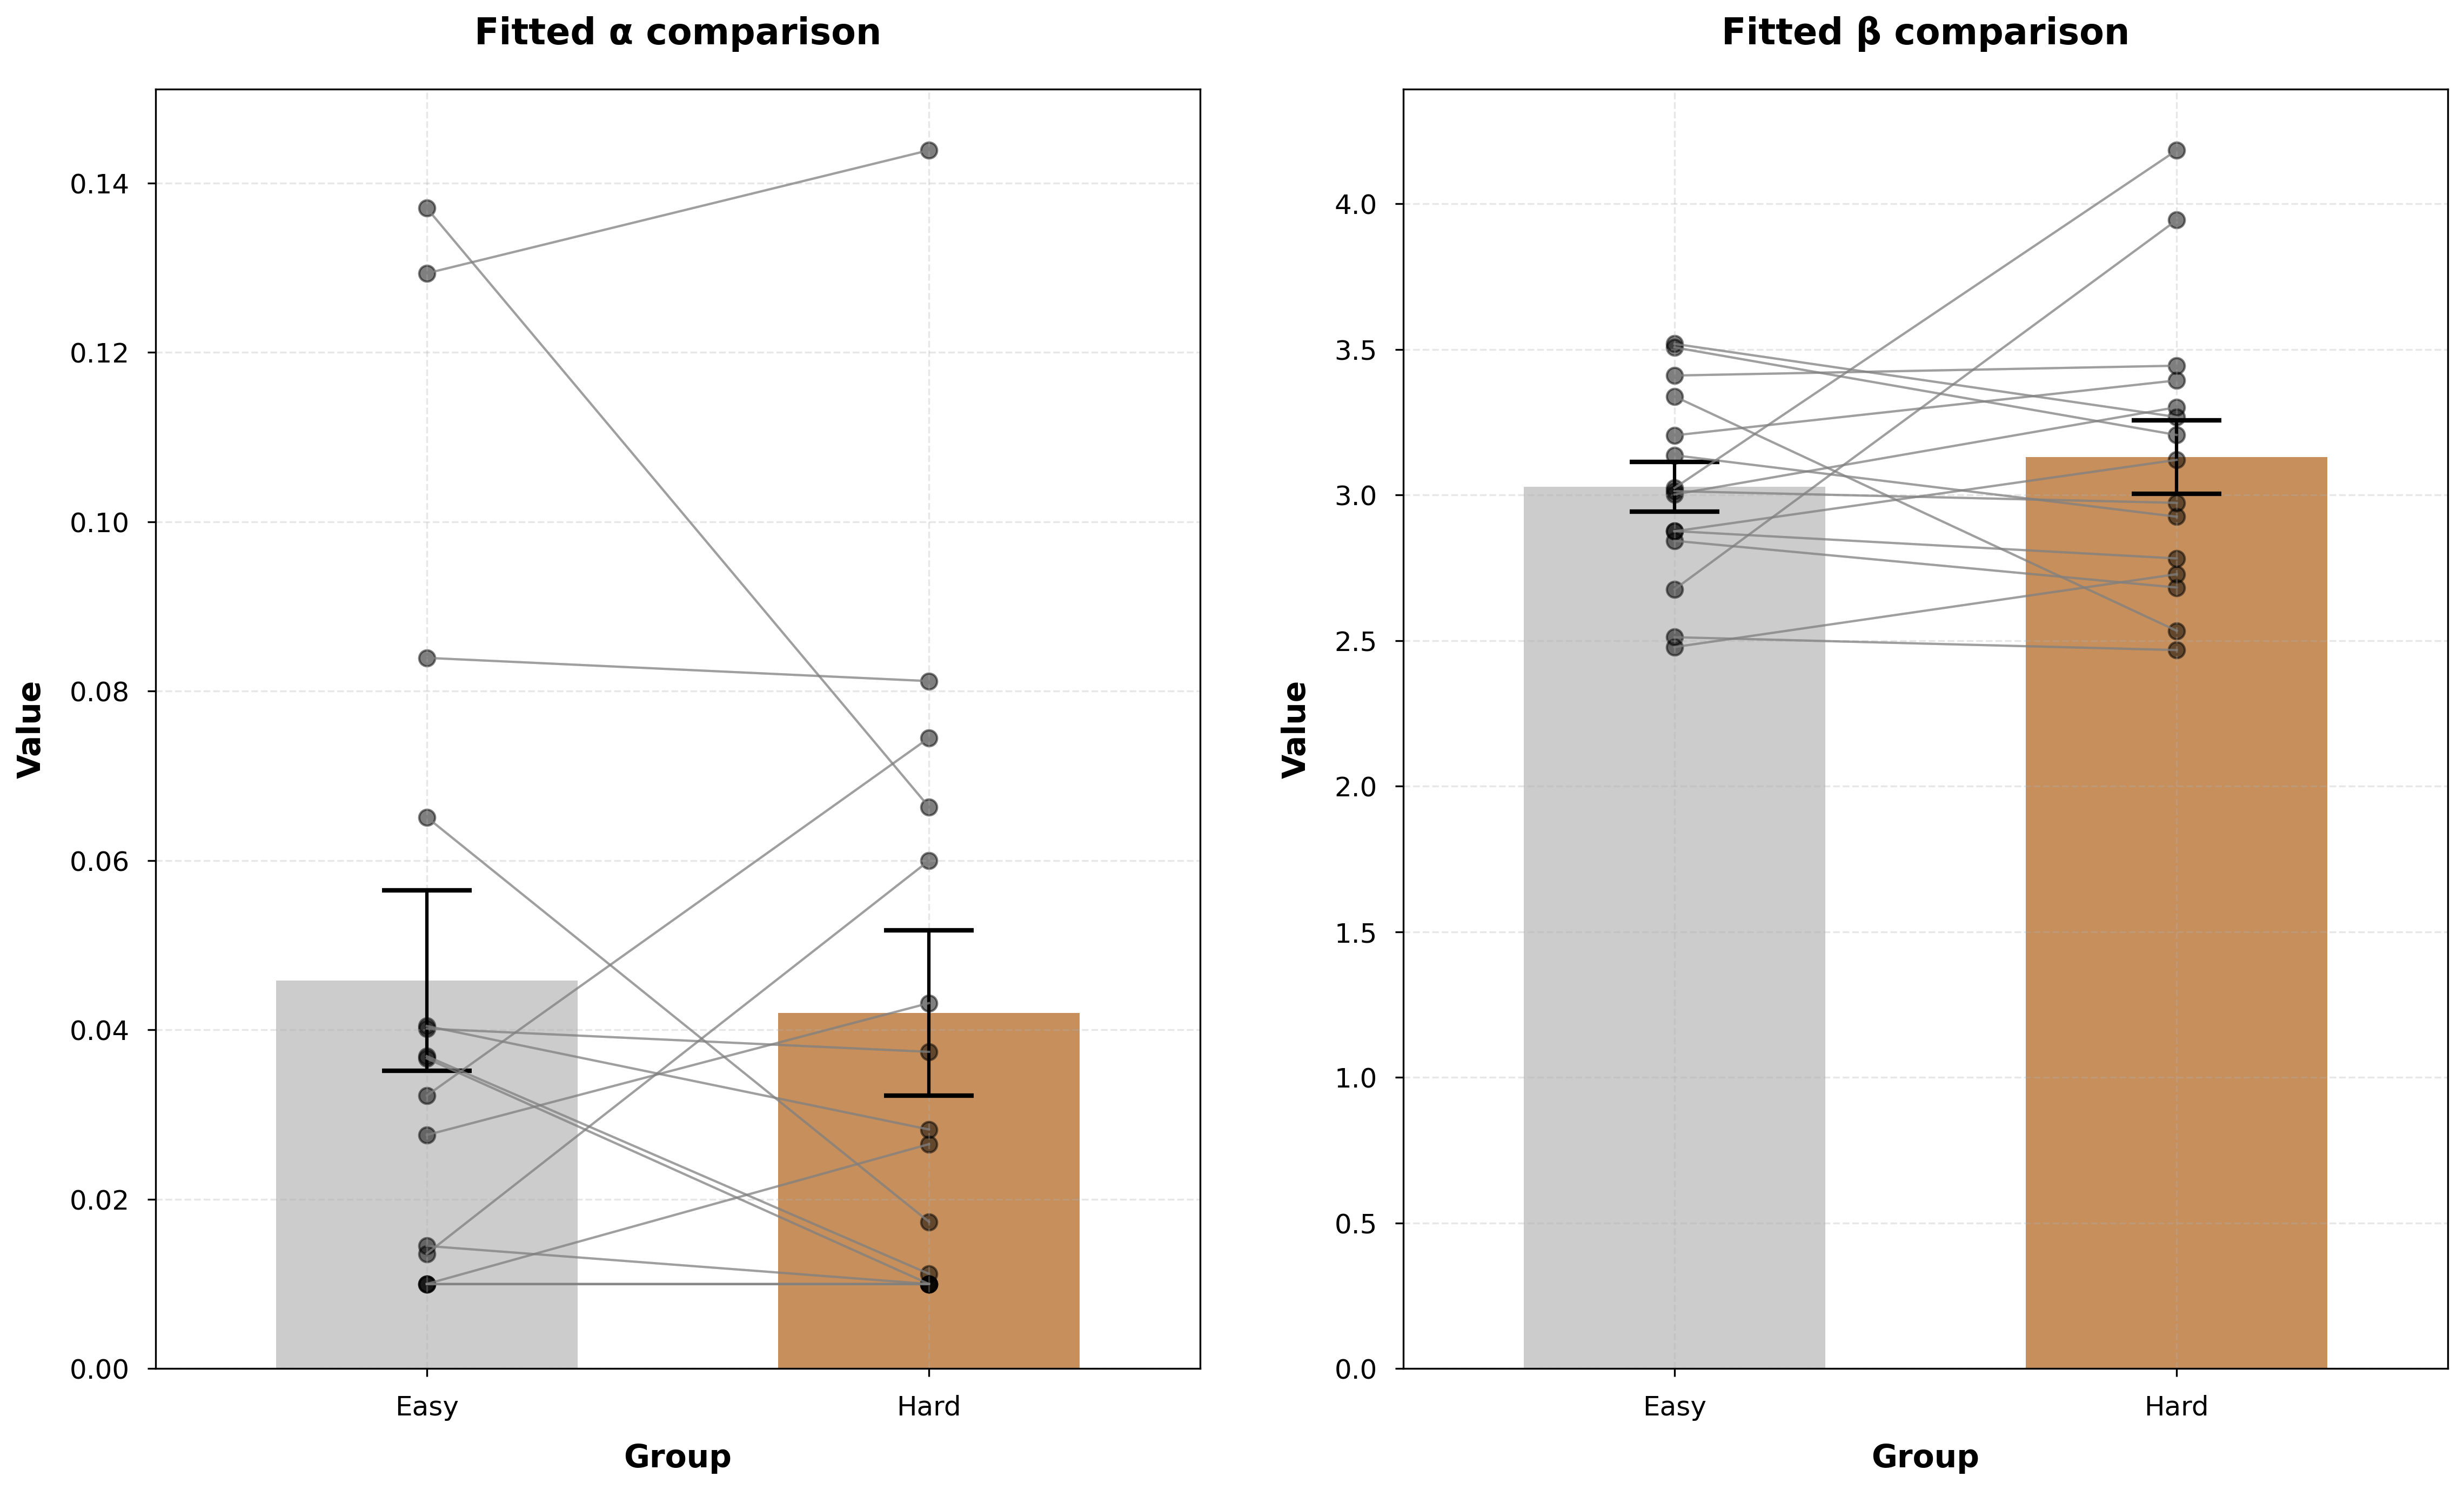 Fitted α comparison
Value
0.14
0.12
0.10
0.08
0.06
0.04
0.02
0.00
Easy Hard
Group
Fitted β comparison
Value
4.0
3.5
3.0
2.5
2.0
1.5
1.0
0.5
0.0
Easy Hard
Group